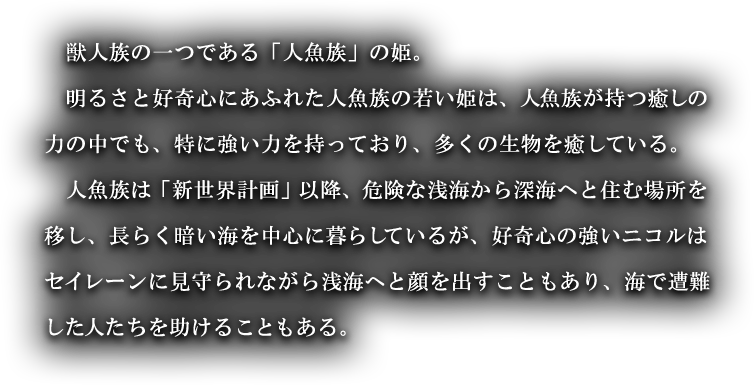 獣人族の一つである「人魚族」の姫。
明るさと好奇心にあふれた人魚族の若い姫は、人魚族が持つ癒しの
力の中でも、特に強い力を持っており、多くの生物を癒している。
人魚族は「新世界計画」以降、危険な浅海から深海へと住む場所を
移し、長らく暗い海を中心に暮らしているが、好奇心の強いニコルは
セイレーンに見守られながら浅海へと顔を出すこともあり、海で遭難
した人たちを助けることもある。